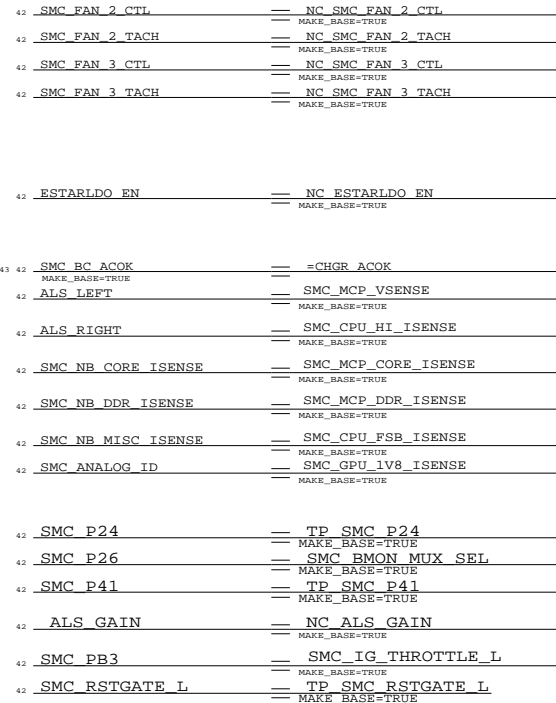 42 SMC_FAN_2_CTL NC_SMC_FAN_2_CTL
MAKE_BASE=TRUE
42 SMC_FAN_2_TACH NC_SMC_FAN_2_TACH
MAKE_BASE=TRUE
42 SMC_FAN_3_CTL NC_SMC_FAN_3_CTL
MAKE_BASE=TRUE
42 SMC_FAN_3_TACH NC_SMC_FAN_3_TACH
MAKE_BASE=TRUE
42 ESTARLDO_EN NC_ESTARLDO_EN
MAKE_BASE=TRUE
43 42 SMC_BC_ACOK =CHGR_ACOK
MAKE_BASE=TRUE
42 ALS_LEFT SMC_MCP_VSENSE
MAKE_BASE=TRUE
42 ALS_RIGHT SMC_CPU_HI_ISENSE
MAKE_BASE=TRUE
42 SMC_NB_CORE_ISENSE SMC_MCP_CORE_ISENSE
MAKE_BASE=TRUE
42 SMC_NB_DDR_ISENSE SMC_MCP_DDR_ISENSE
MAKE_BASE=TRUE
42 SMC_NB_MISC_ISENSE SMC_CPU_FSB_ISENSE
MAKE_BASE=TRUE
42 SMC_ANALOG_ID SMC_GPU_1V8_ISENSE
MAKE_BASE=TRUE
42 SMC_P24 TP_SMC_P24
MAKE_BASE=TRUE
42 SMC_P26 SMC_BMON_MUX_SEL
MAKE_BASE=TRUE
42 SMC_P41 TP_SMC_P41
MAKE_BASE=TRUE
42 ALS_GAIN NC_ALS_GAIN
MAKE_BASE=TRUE
42 SMC_PB3 SMC_IG_THROTTLE_L
MAKE_BASE=TRUE
42 SMC_RSTGATE_L TP_SMC_RSTGATE_L
MAKE_BASE=TRUE